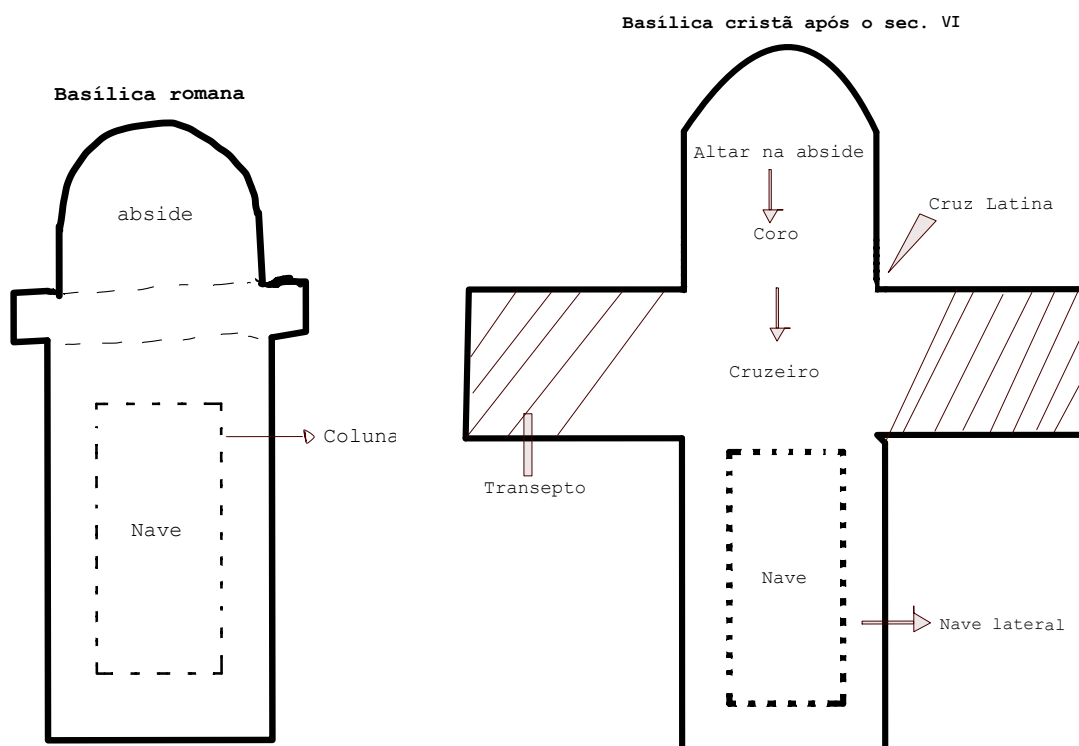 Basílica romana
abside
Coluna
Nave
Basílica cristã após o sec. VI
Altar na abside
Cruz Latina
Coro
Cruzeiro
Transepto
Nave
Nave lateral